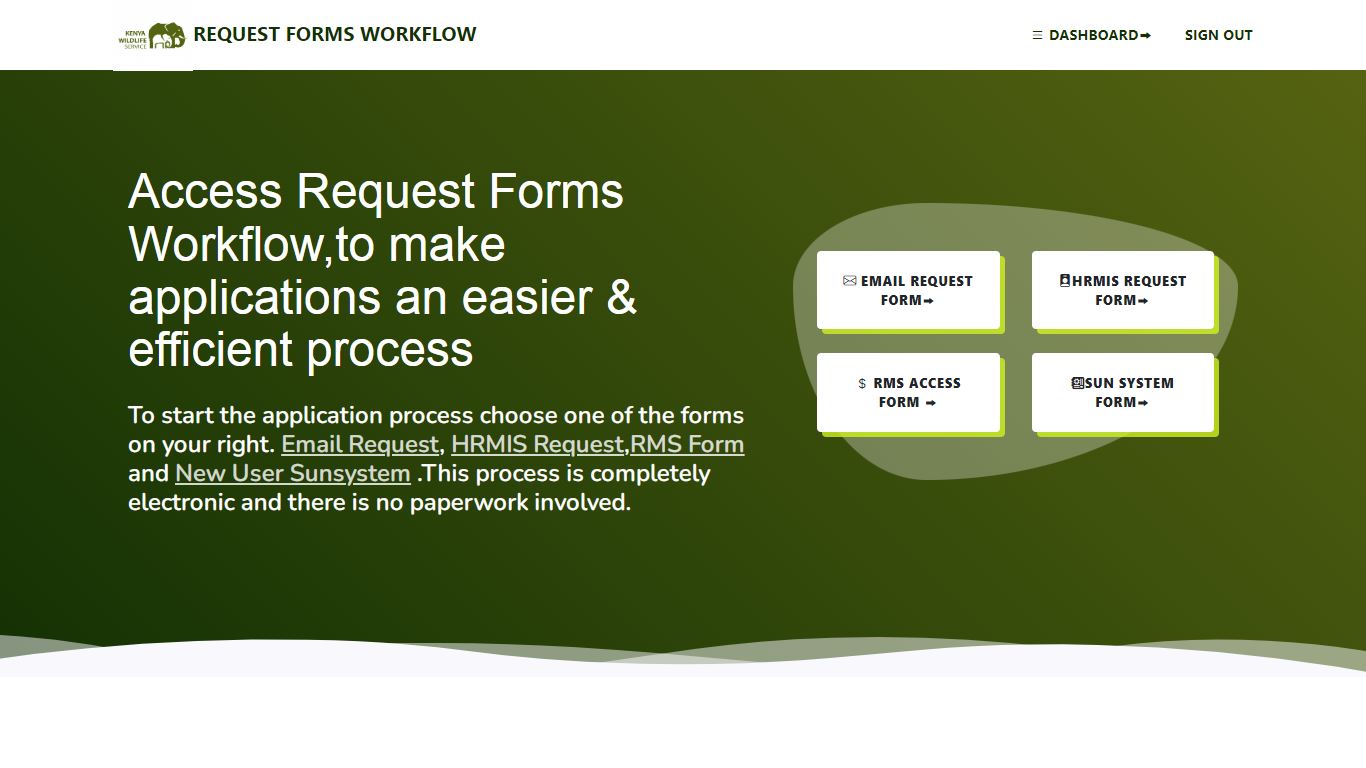 KENYA
WILDLIFE
SERVICE
REQUEST FORMS WORKFLOW
☰ DASHBOARD➡
SIGN OUT
Access Request Forms
Workflow,to make
applications an easier &
efficient process
To start the application process choose one of the forms
on your right. Email Request, HRMIS Request,RMS Form
and New User Sunsystem .This process is completely
electronic and there is no paperwork involved.
EMAIL REQUEST
FORM➡
HRMIS REQUEST
FORM➡
$ RMS ACCESS
FORM ➡
SUN SYSTEM
FORM➡